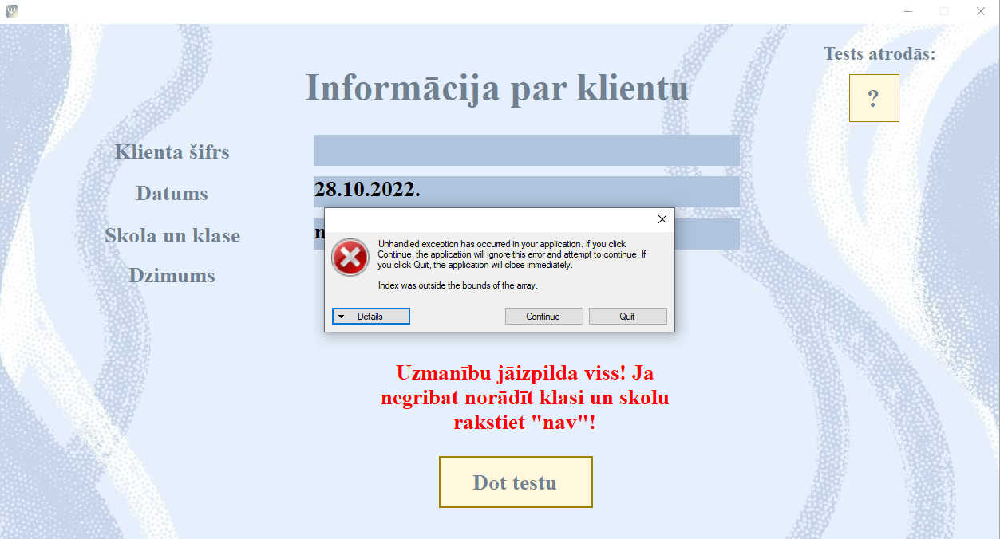 Tests atrodās:
?
Informācija par klientu
Klienta šifrs
Datums
28.10.2022.
Skola un klase
n
Dzimums
Unhandled exception has occurred in your application. If you click
Continue, the application will ignore this error and attempt to continue. If
you click Quit, the application will close immediately.
Index was outside the bounds of the array.
Details
Continue
Quit
Uzmanību jāizpilda viss! Ja
negribat norādīt klasi un skolu
rakstiet "nav"!
Dot testu